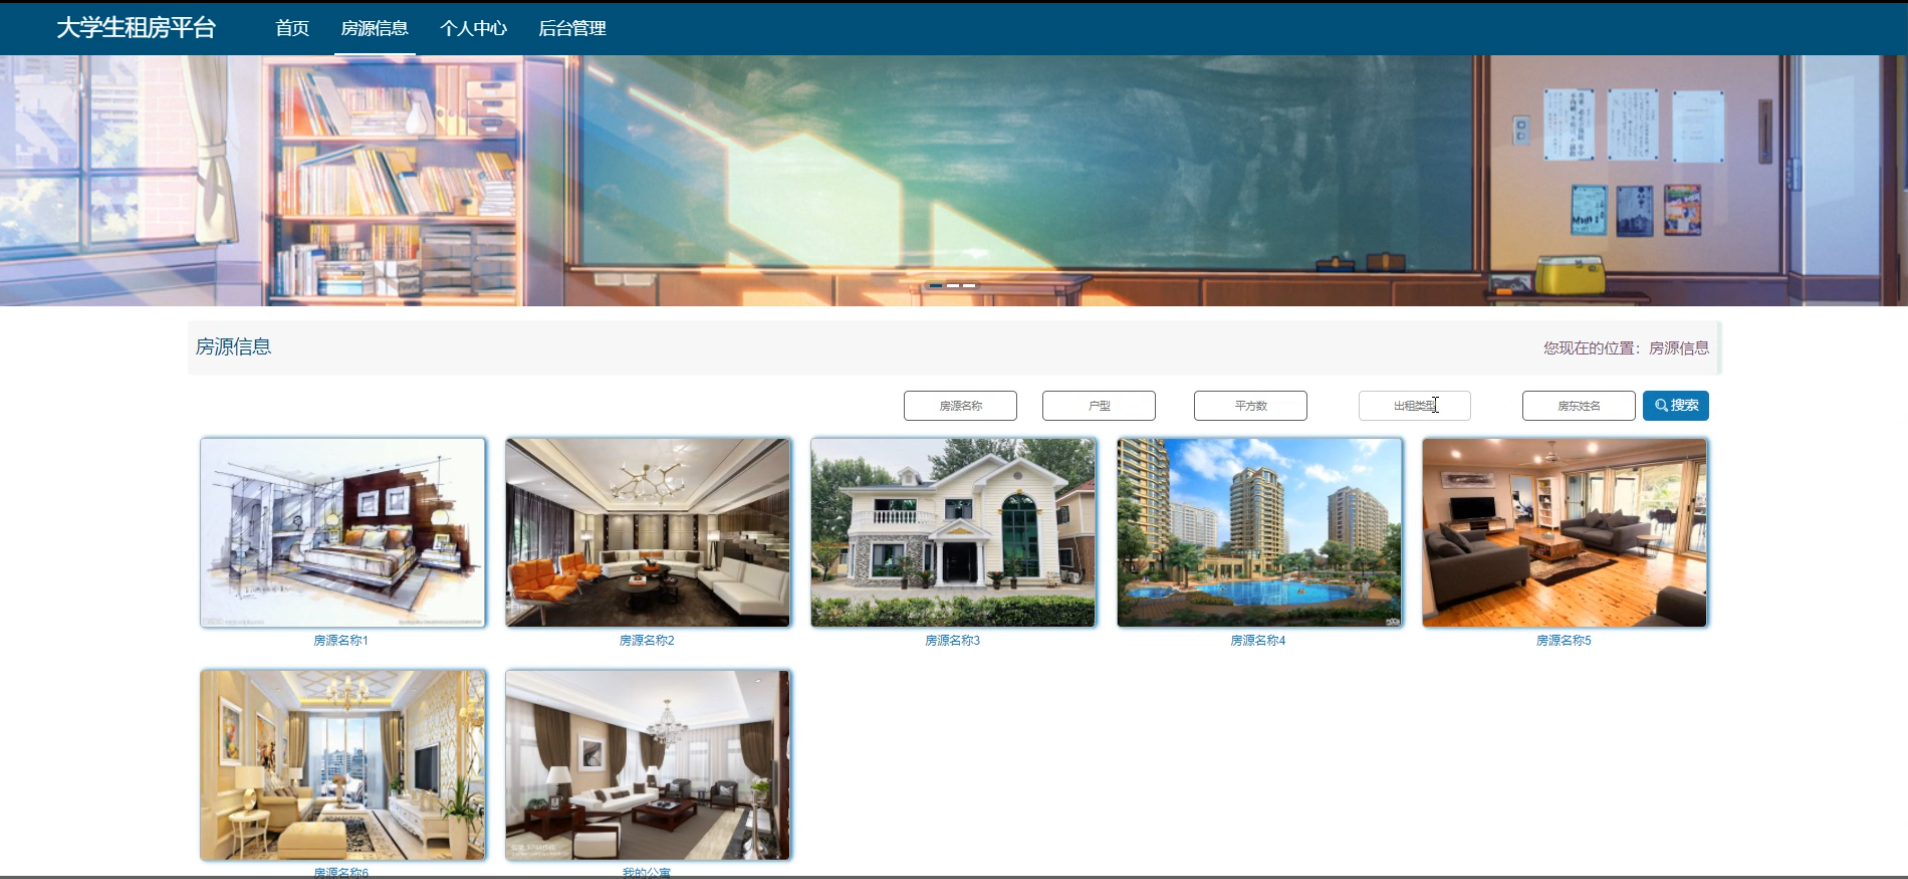 大学生租房平台 首页 房源信息 个人中心 后台管理
房源信息 您现在的位置：房源信息
房源名称 户型 平方数 出租类型 房东姓名 搜索
房源名称1 房源名称2 房源名称3 房源名称4 房源名称5
房源名称6 我的公寓